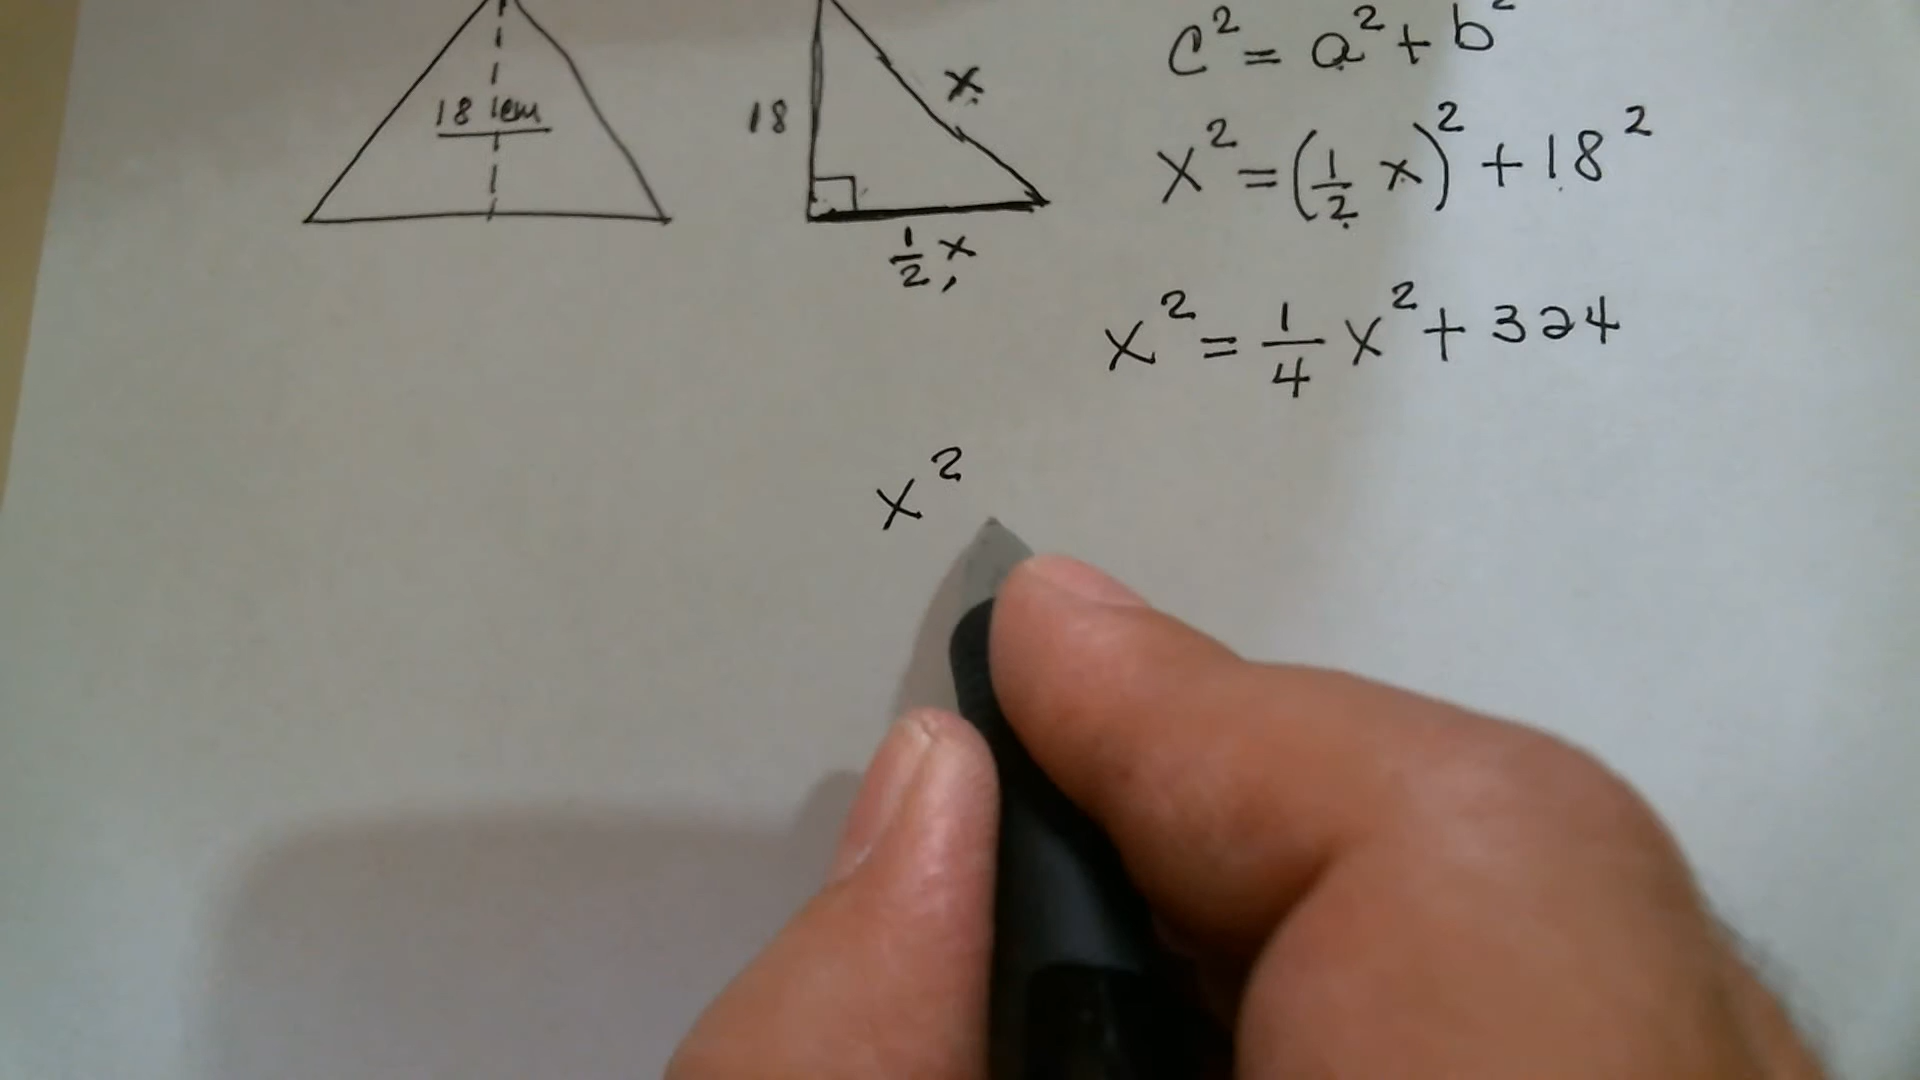 18 cm
18
x
1/2 x
c² = a² + b²
x² = (1/2 x)² + 18²
x² = 1/4 x² + 324
x²